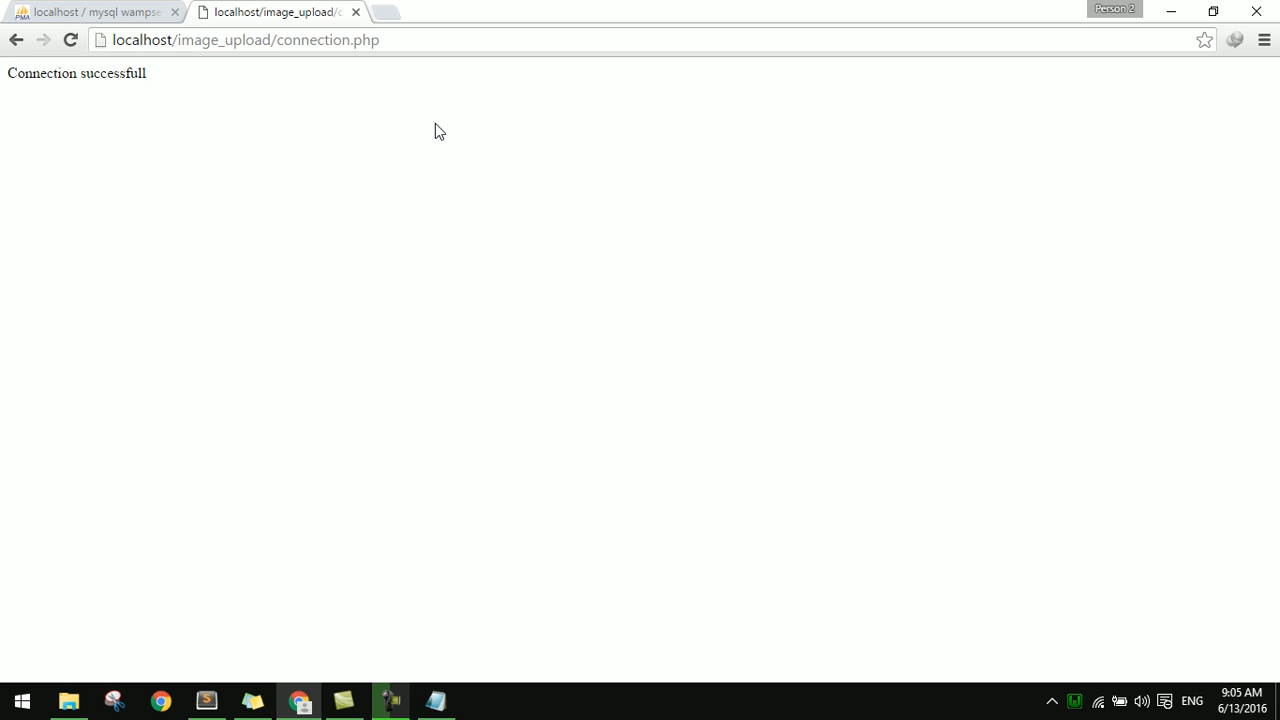 localhost / mysql wampse
localhost/image_upload/c
Person 2
localhost/image_upload/connection.php
Connection successfull
PMA
S
ENG
9:05 AM
6/13/2016